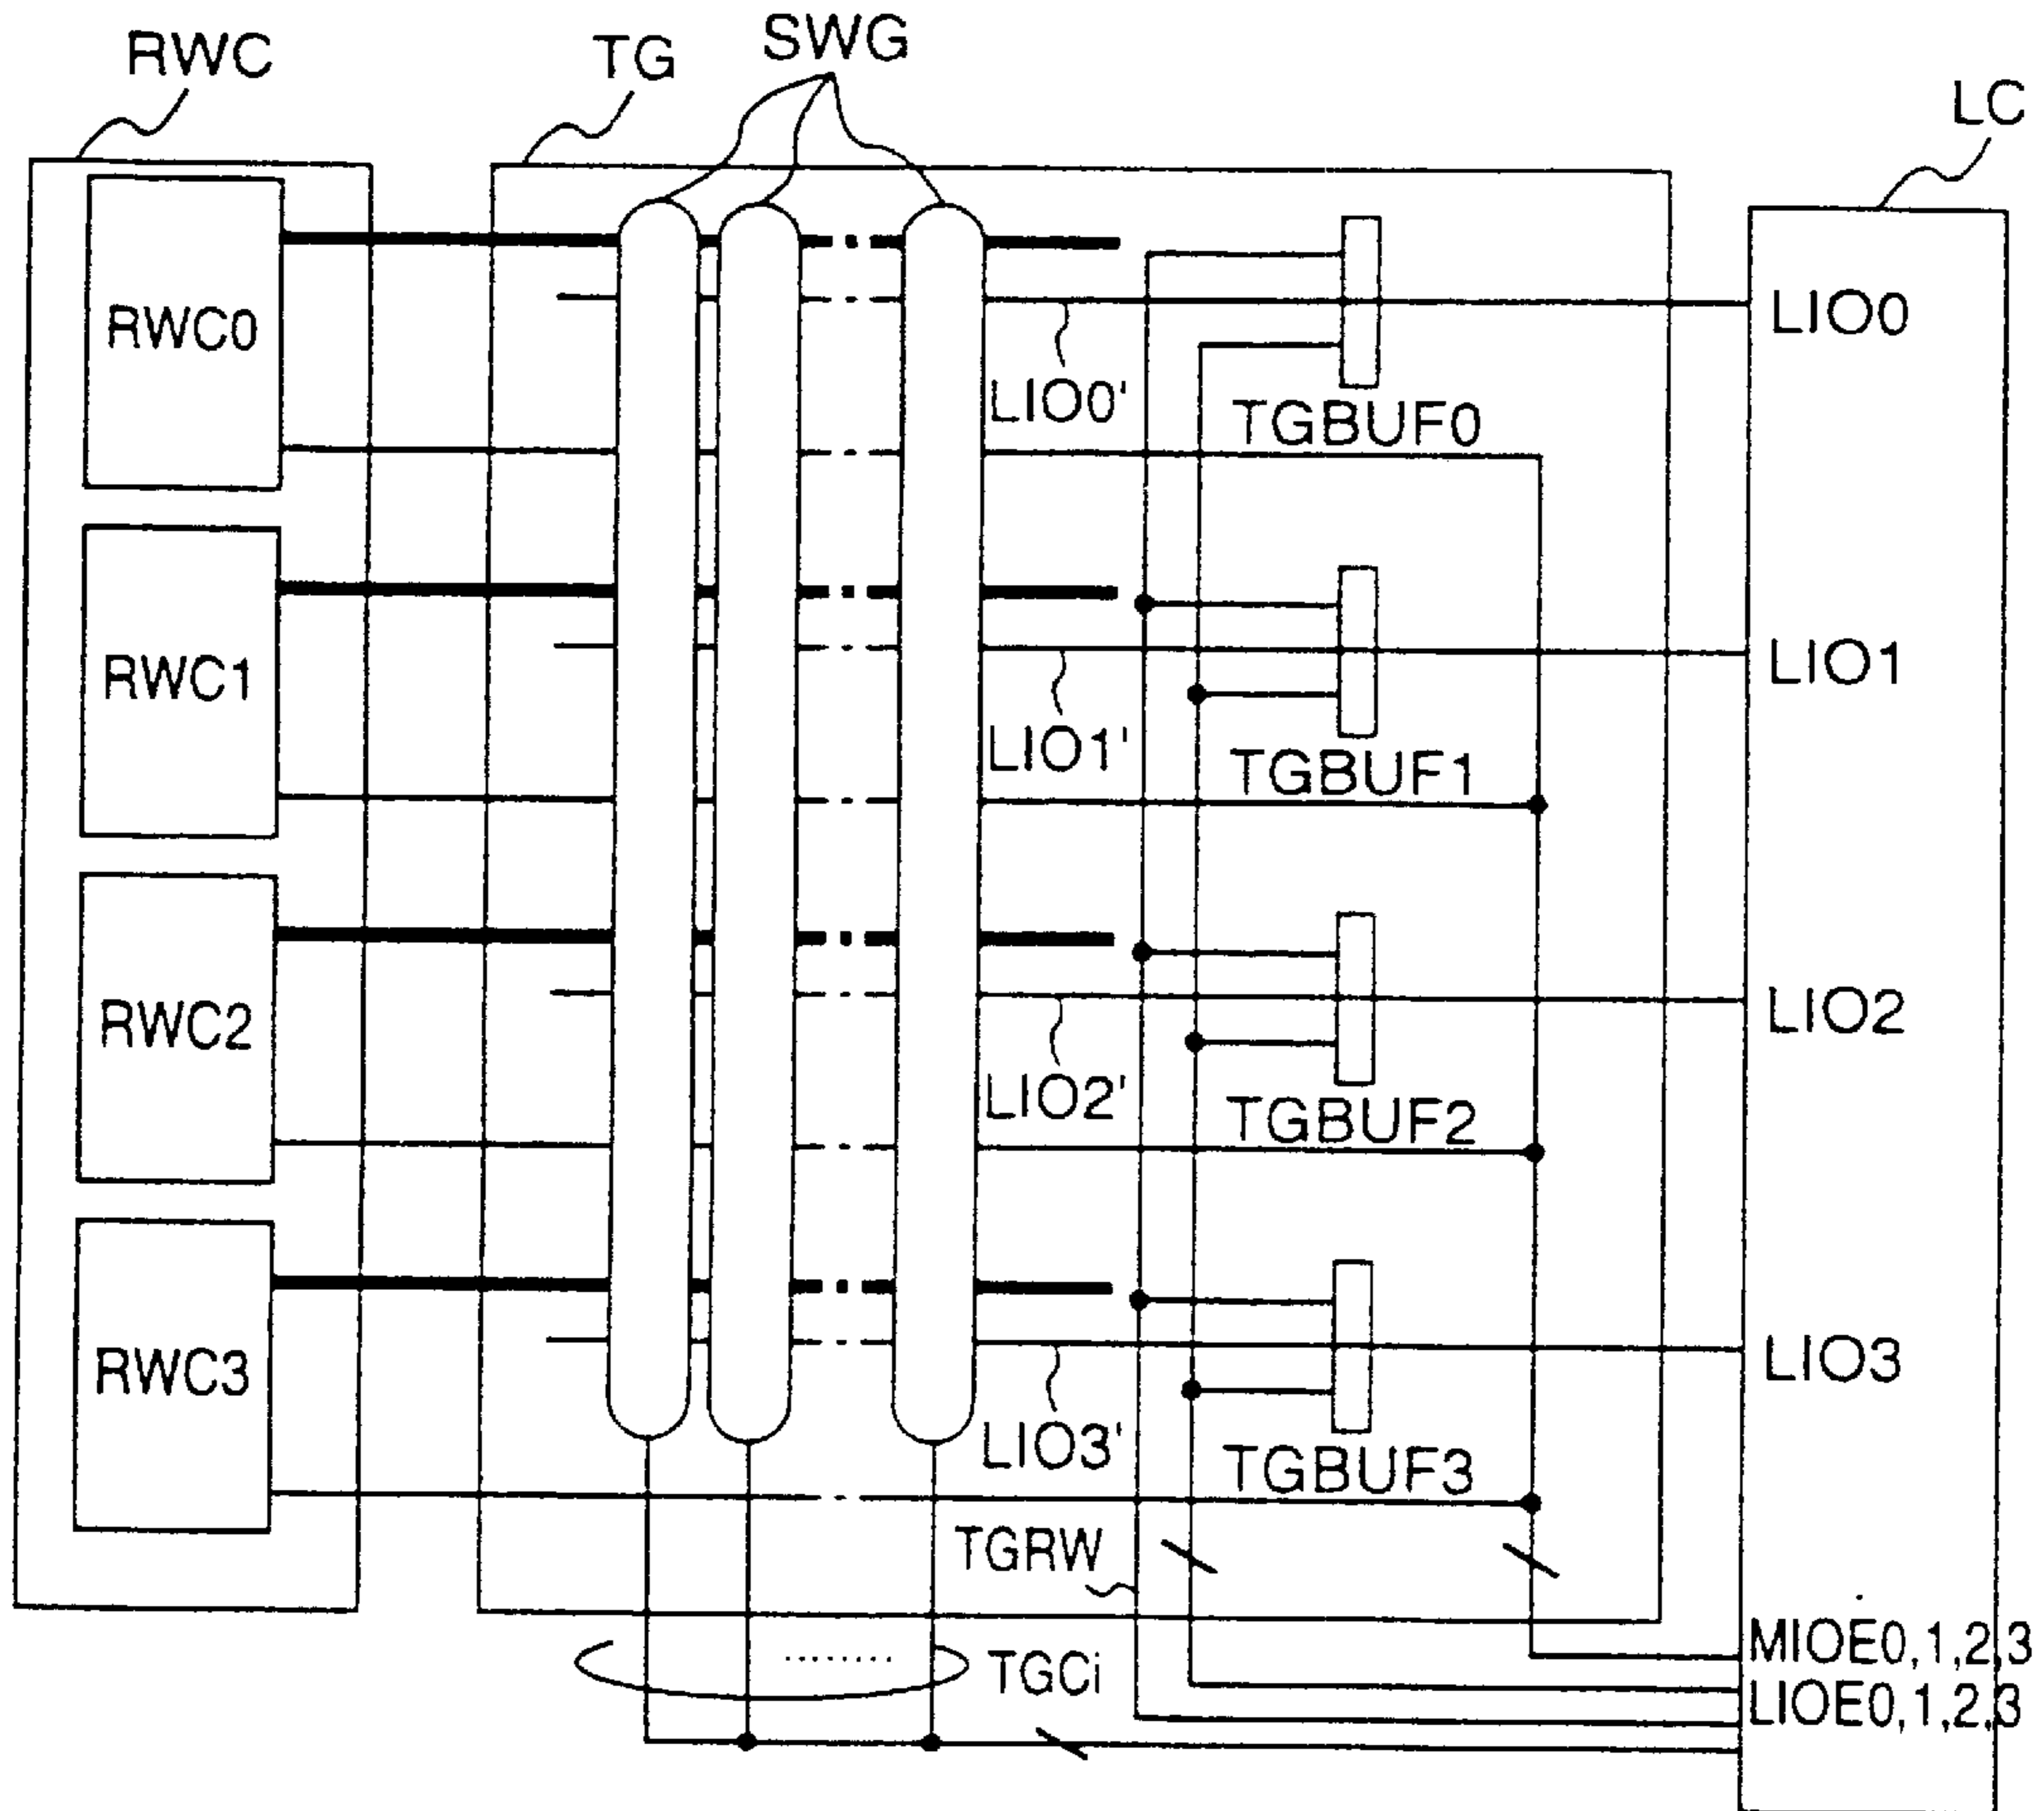 RWC
TG
SWG
LC
RWC0
LIO0
LIO0'
TGBUF0
RWC1
LIO1
LIO1'
TGBUF1
RWC2
LIO2
LIO2'
TGBUF2
RWC3
LIO3
LIO3'
TGBUF3
TGRW
MIOE0,1,2,3
TGCi
LIOE0,1,2,3